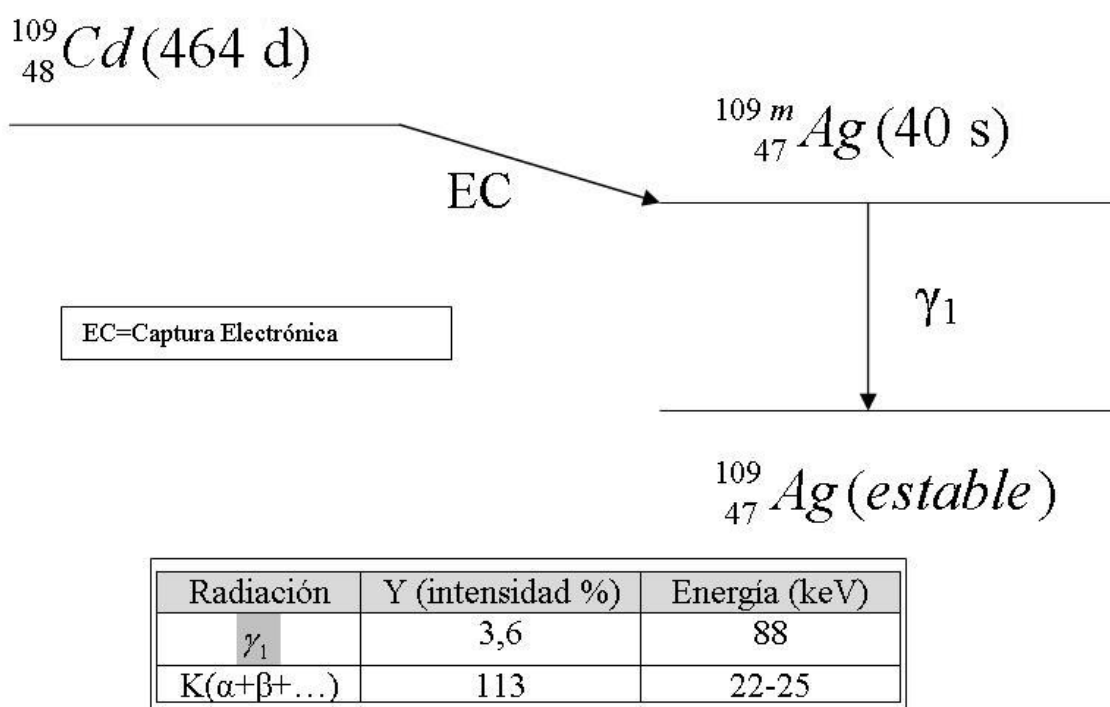 109 48 Cd (464 d)
109 m 47 Ag (40 s)
EC
γ1
EC=Captura Electrónica
109 47 Ag (estable)
Radiación Y (intensidad %) Energía (keV)
γ1 3,6 88
K(α+β+…) 113 22-25